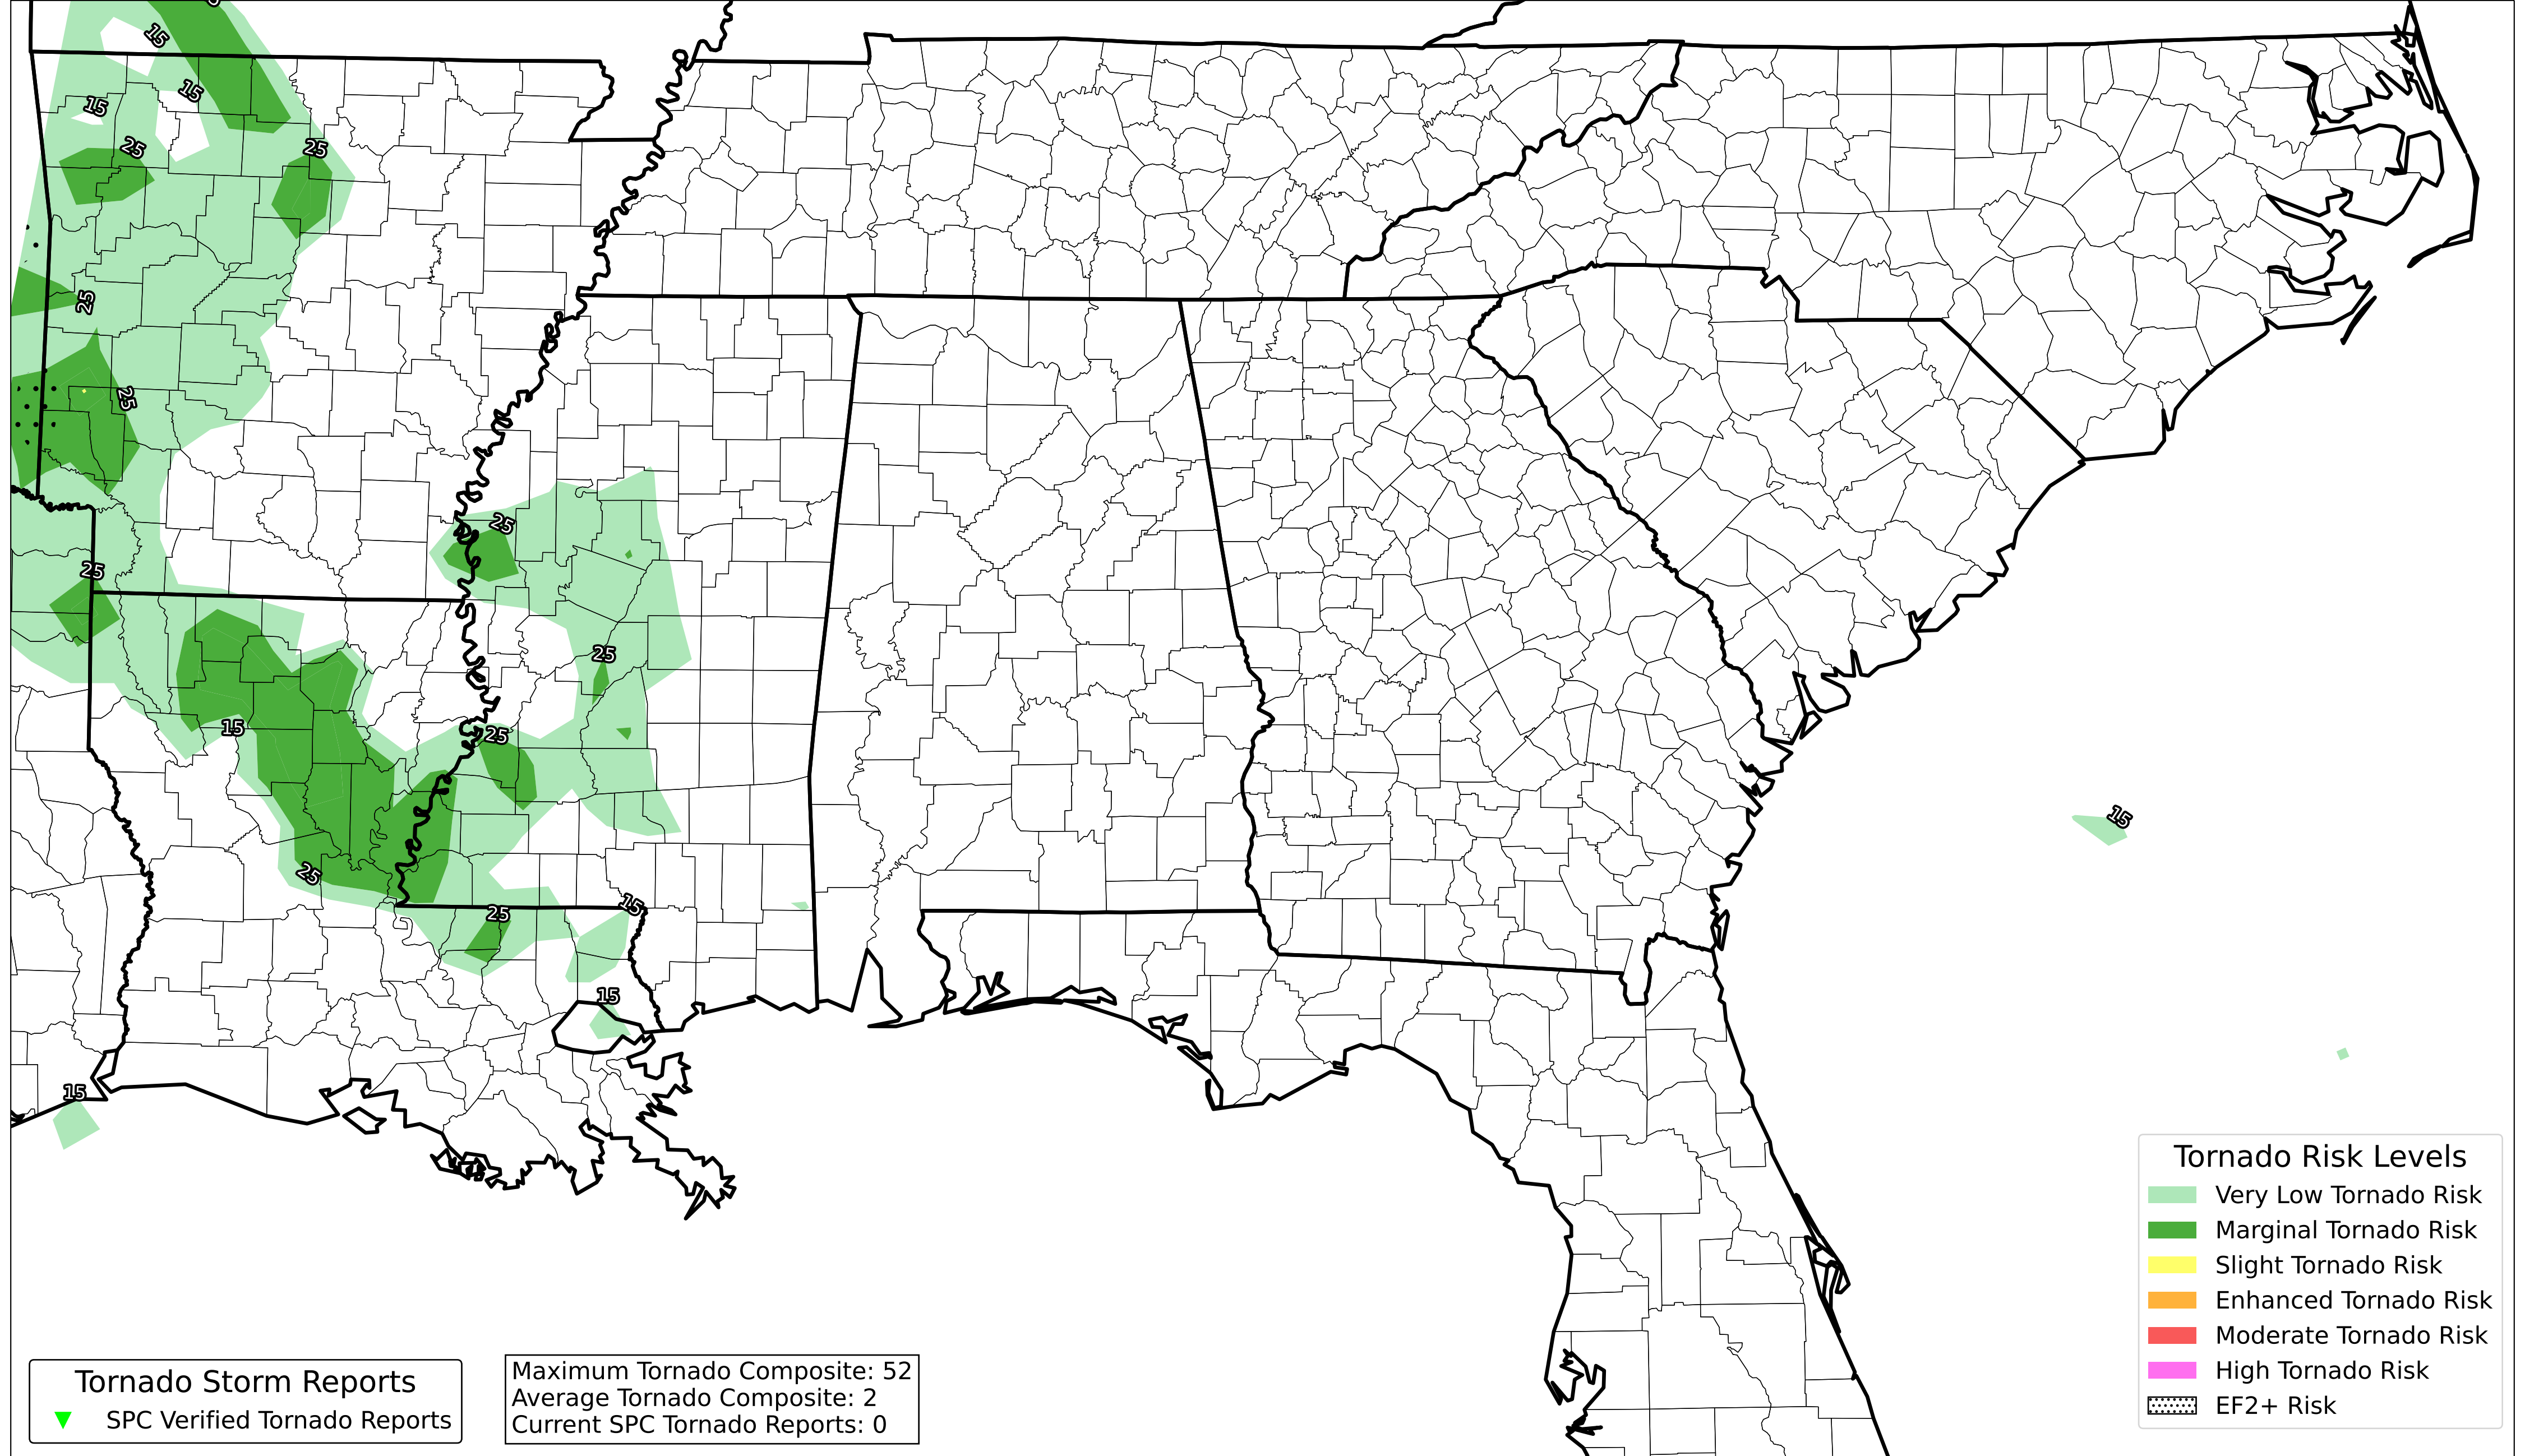 15
15
15
25
25
25
25
25
25
15
25
25
15
25
15
25
15
15
Tornado Risk Levels
Very Low Tornado Risk
Marginal Tornado Risk
Slight Tornado Risk
Enhanced Tornado Risk
Moderate Tornado Risk
High Tornado Risk
EF2+ Risk
Tornado Storm Reports
SPC Verified Tornado Reports
Maximum Tornado Composite: 52
Average Tornado Composite: 2
Current SPC Tornado Reports: 0